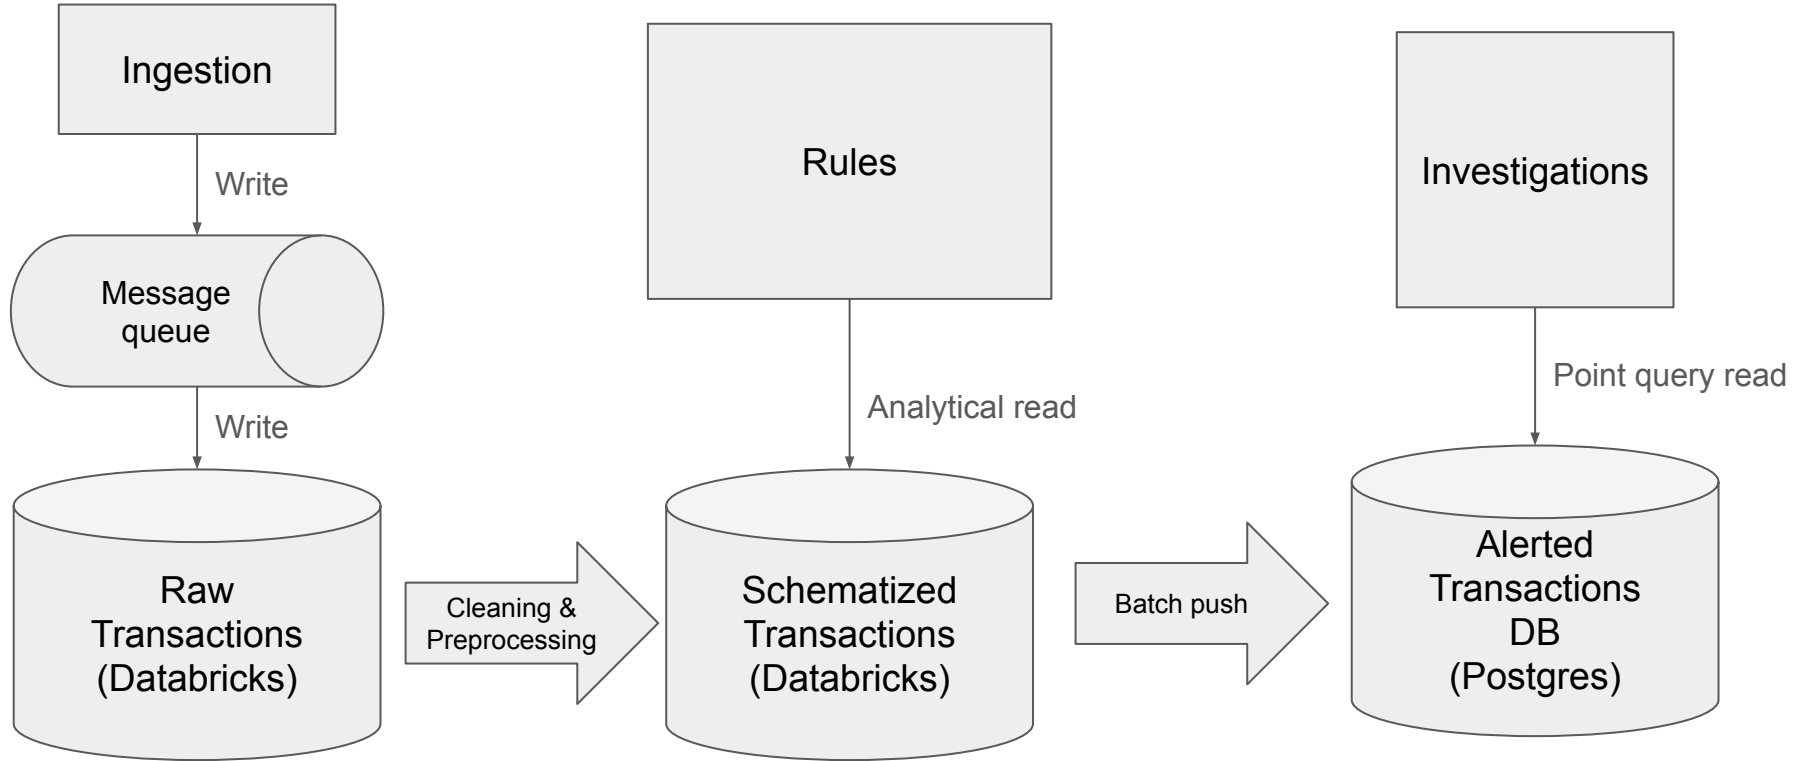 Ingestion
Write
Message
queue
Write
Raw
Transactions
(Databricks)
Cleaning &
Preprocessing
Rules
Analytical read
Schematized
Transactions
(Databricks)
Batch push
Investigations
Point query read
Alerted
Transactions
DB
(Postgres)